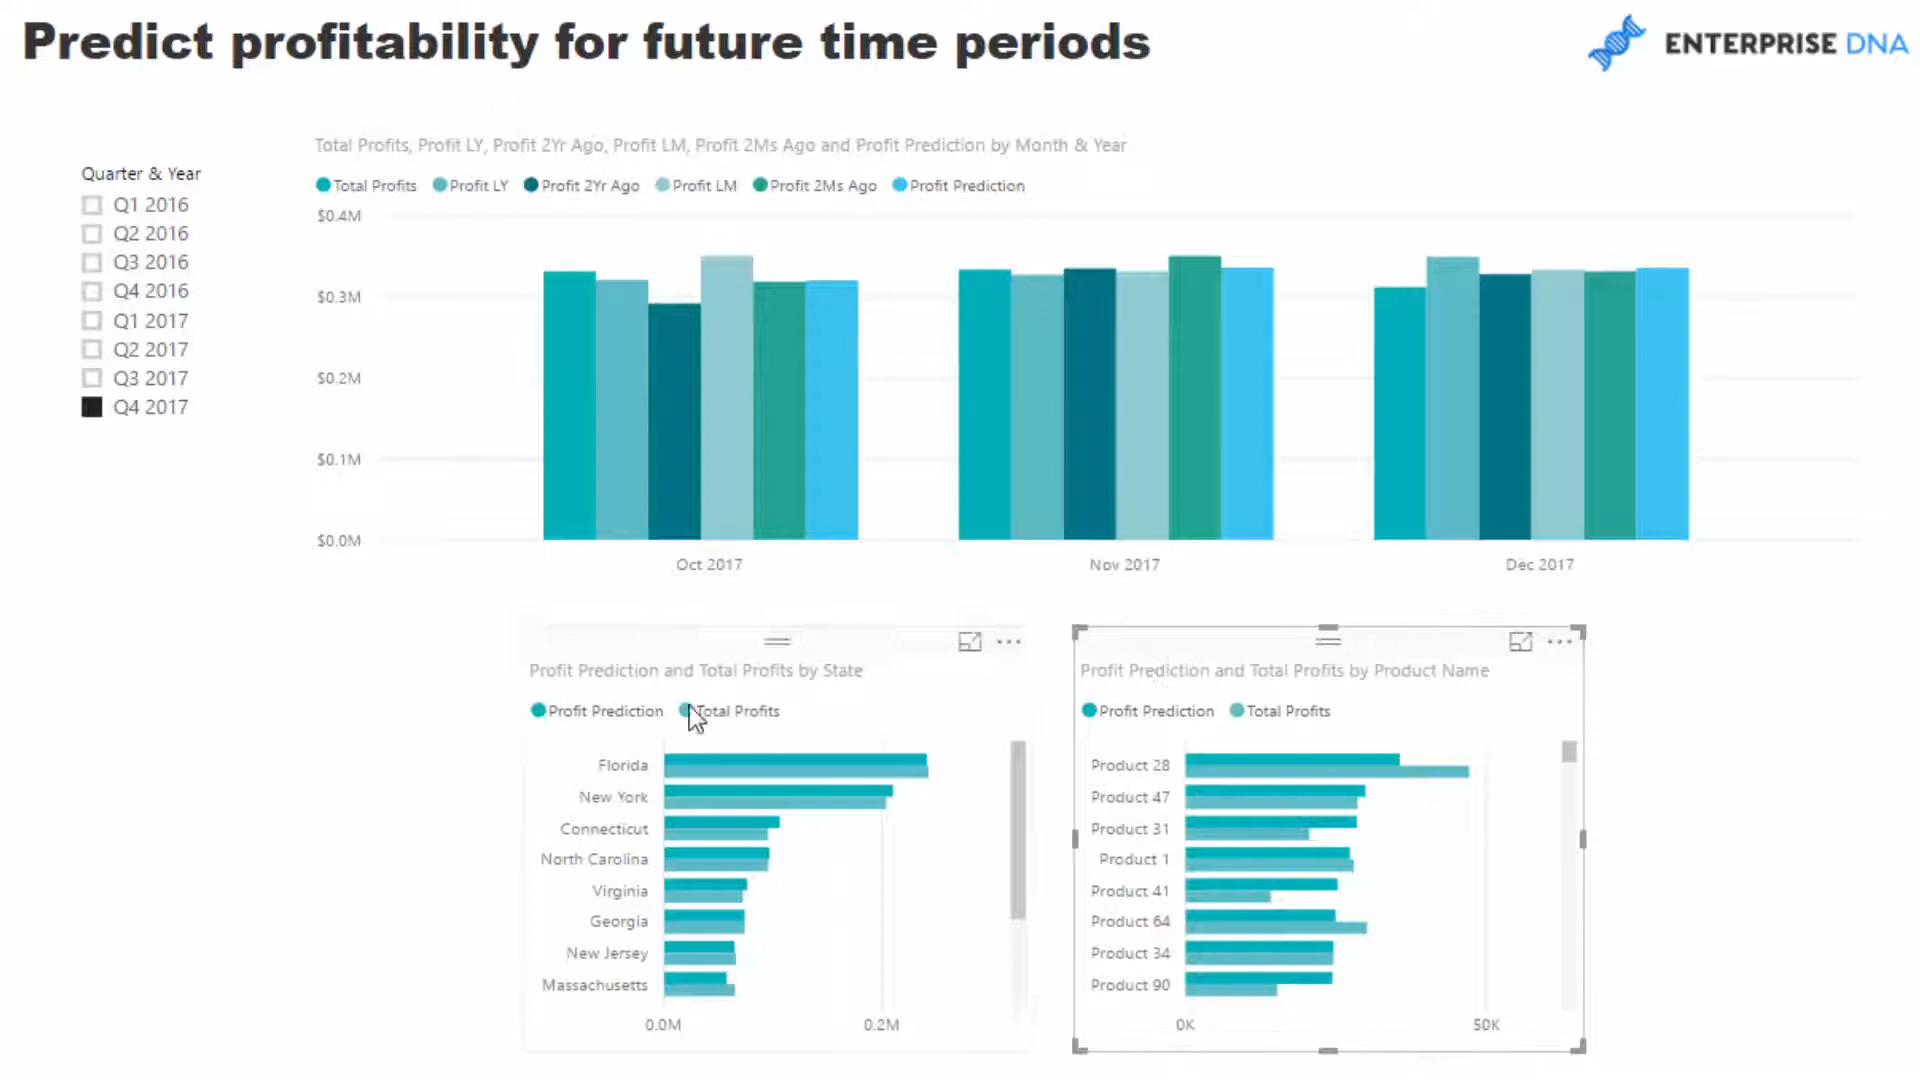 Predict profitability for future time periods
ENTERPRISE DNA
Total Profits, Profit LY, Profit 2Yr Ago, Profit LM, Profit 2Ms Ago and Profit Prediction by Month & Year
Quarter & Year
Q1 2016
Q2 2016
Q3 2016
Q4 2016
Q1 2017
Q2 2017
Q3 2017
Q4 2017
Total Profits Profit LY Profit 2Yr Ago Profit LM Profit 2Ms Ago Profit Prediction
$0.4M
$0.3M
$0.2M
$0.1M
$0.0M
Oct 2017 Nov 2017 Dec 2017
Profit Prediction and Total Profits by State
Profit Prediction Total Profits
Florida
New York
Connecticut
North Carolina
Virginia
Georgia
New Jersey
Massachusetts
0.0M 0.2M
Profit Prediction and Total Profits by Product Name
Profit Prediction Total Profits
Product 28
Product 47
Product 31
Product 1
Product 41
Product 64
Product 34
Product 90
0K 50K